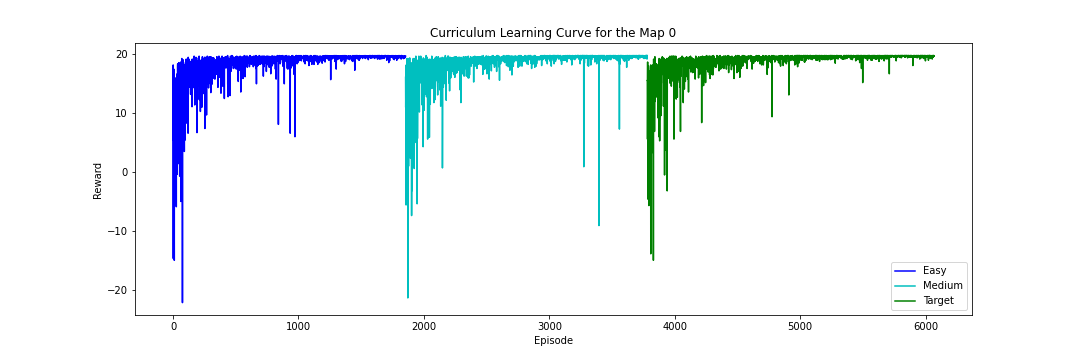 Curriculum Learning Curve for the Map 0
20
10
0
−10
−20
Reward
0 1000 2000 3000 4000 5000 6000
Episode
Easy
Medium
Target